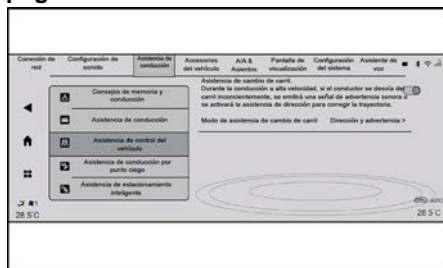 Conexión de red
Configuración de sonido
Asistencia de conducción
Accesorios del vehículo
A/A & Asientos
Pantalla de visualización
Configuración del sistema
Asistente de voz
Consejos de memoria y conducción
Asistencia de conducción
Asistencia de control del vehículo
Asistencia de conducción por punto ciego
Asistencia de estacionamiento inteligente
Asistencia de cambio de carril.
Durante la conducción a alta velocidad, si el conductor se desvía del
carril inconcientemente, se emitirá una señal de advertencia sonora o
se activará la asistencia de dirección para corregir la trayectoria.
Modo de asistencia de cambio de carril Dirección y advertencia >
1
28.5°C
AUTO
28.5°C